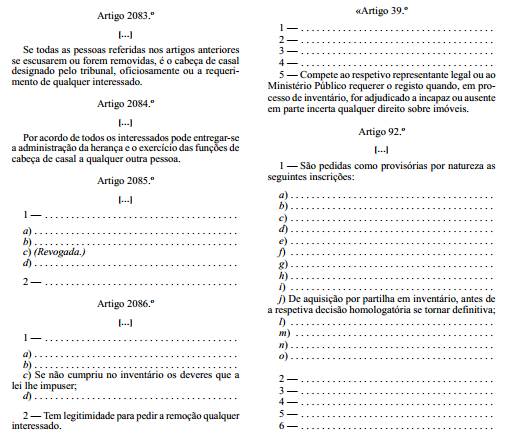 Artigo 2083.º
[...]
Se todas as pessoas referidas nos artigos anteriores
se escusarem ou forem removidas, é o cabeça de casal
designado pelo tribunal, oficiosamente ou a requeri-
mento de qualquer interessado.
Artigo 2084.º
[...]
Por acordo de todos os interessados pode entregar-se
a administração da herança e o exercício das funções de
cabeça de casal a qualquer outra pessoa.
Artigo 2085.º
[...]
1 — . . . . . . . . . . . . . . . . . . . . . . . . . . . . . . . . . . . . . .
a) . . . . . . . . . . . . . . . . . . . . . . . . . . . . . . . . . . . . . . .
b) . . . . . . . . . . . . . . . . . . . . . . . . . . . . . . . . . . . . . . .
c) (Revogada.)
d) . . . . . . . . . . . . . . . . . . . . . . . . . . . . . . . . . . . . . . .
2 — . . . . . . . . . . . . . . . . . . . . . . . . . . . . . . . . . . . . . .
Artigo 2086.º
[...]
1 — . . . . . . . . . . . . . . . . . . . . . . . . . . . . . . . . . . . . . .
a) . . . . . . . . . . . . . . . . . . . . . . . . . . . . . . . . . . . . . . .
b) . . . . . . . . . . . . . . . . . . . . . . . . . . . . . . . . . . . . . . .
c) Se não cumpriu no inventário os deveres que a
lei lhe impuser;
d) . . . . . . . . . . . . . . . . . . . . . . . . . . . . . . . . . . . . . . .
2 — Tem legitimidade para pedir a remoção qualquer
interessado.
«Artigo 39.º
1 — . . . . . . . . . . . . . . . . . . . . . . . . . . . . . . . . . . . . . .
2 — . . . . . . . . . . . . . . . . . . . . . . . . . . . . . . . . . . . . . .
3 — . . . . . . . . . . . . . . . . . . . . . . . . . . . . . . . . . . . . . .
4 — . . . . . . . . . . . . . . . . . . . . . . . . . . . . . . . . . . . . . .
5 — Compete ao respetivo representante legal ou ao
Ministério Público requerer o registo quando, em pro-
cesso de inventário, for adjudicado a incapaz ou ausente
em parte incerta qualquer direito sobre imóveis.
Artigo 92.º
[...]
1 — São pedidas como provisórias por natureza as
seguintes inscrições:
a) . . . . . . . . . . . . . . . . . . . . . . . . . . . . . . . . . . . . . . .
b) . . . . . . . . . . . . . . . . . . . . . . . . . . . . . . . . . . . . . . .
c) . . . . . . . . . . . . . . . . . . . . . . . . . . . . . . . . . . . . . . .
d) . . . . . . . . . . . . . . . . . . . . . . . . . . . . . . . . . . . . . . .
e) . . . . . . . . . . . . . . . . . . . . . . . . . . . . . . . . . . . . . . .
f) . . . . . . . . . . . . . . . . . . . . . . . . . . . . . . . . . . . . . . .
g) . . . . . . . . . . . . . . . . . . . . . . . . . . . . . . . . . . . . . . .
h) . . . . . . . . . . . . . . . . . . . . . . . . . . . . . . . . . . . . . . .
i) . . . . . . . . . . . . . . . . . . . . . . . . . . . . . . . . . . . . . . .
j) De aquisição por partilha em inventário, antes de
a respetiva decisão homologatória se tornar definitiva;
l) . . . . . . . . . . . . . . . . . . . . . . . . . . . . . . . . . . . . . . .
m) . . . . . . . . . . . . . . . . . . . . . . . . . . . . . . . . . . . . . . .
n) . . . . . . . . . . . . . . . . . . . . . . . . . . . . . . . . . . . . . . .
o) . . . . . . . . . . . . . . . . . . . . . . . . . . . . . . . . . . . . . . .
2 — . . . . . . . . . . . . . . . . . . . . . . . . . . . . . . . . . . . . . .
3 — . . . . . . . . . . . . . . . . . . . . . . . . . . . . . . . . . . . . . .
4 — . . . . . . . . . . . . . . . . . . . . . . . . . . . . . . . . . . . . . .
5 — . . . . . . . . . . . . . . . . . . . . . . . . . . . . . . . . . . . . . .
6 — . . . . . . . . . . . . . . . . . . . . . . . . . . . . . . . . . . . . . .